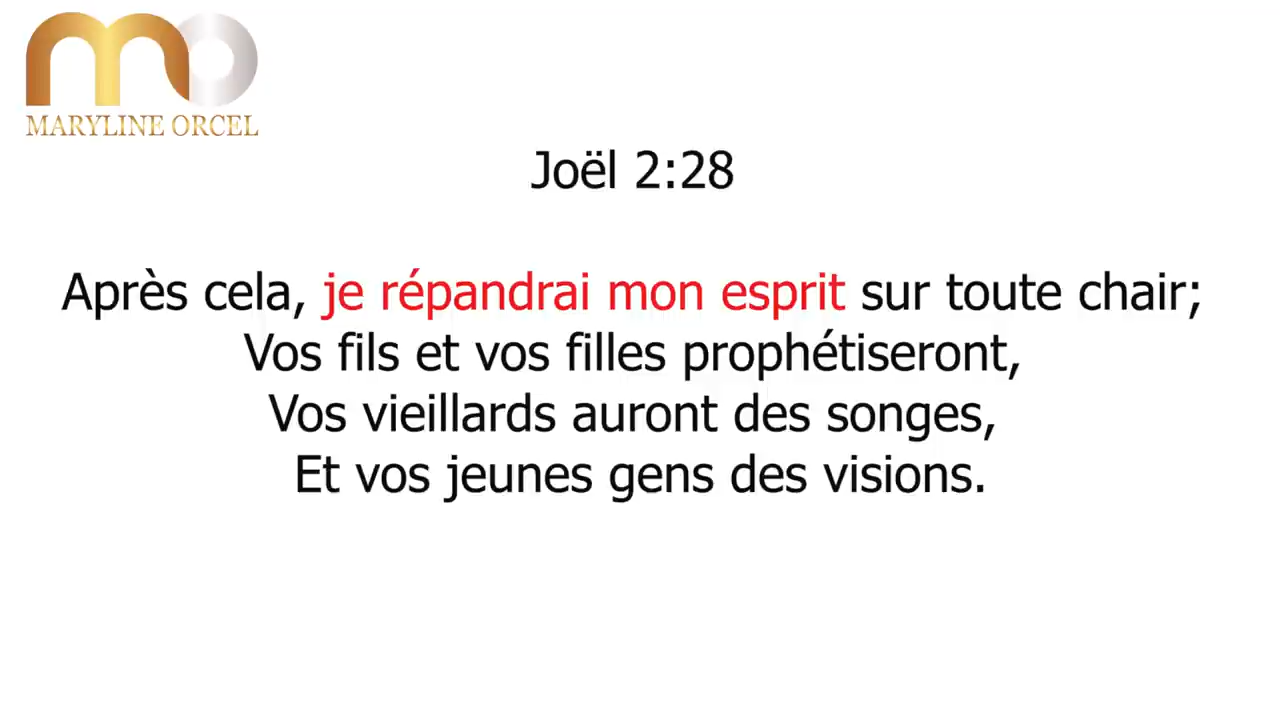 mo
MARYLINE ORCEL
Joël 2:28
Après cela, je répandrai mon esprit sur toute chair;
Vos fils et vos filles prophétiseront,
Vos vieillards auront des songes,
Et vos jeunes gens des visions.